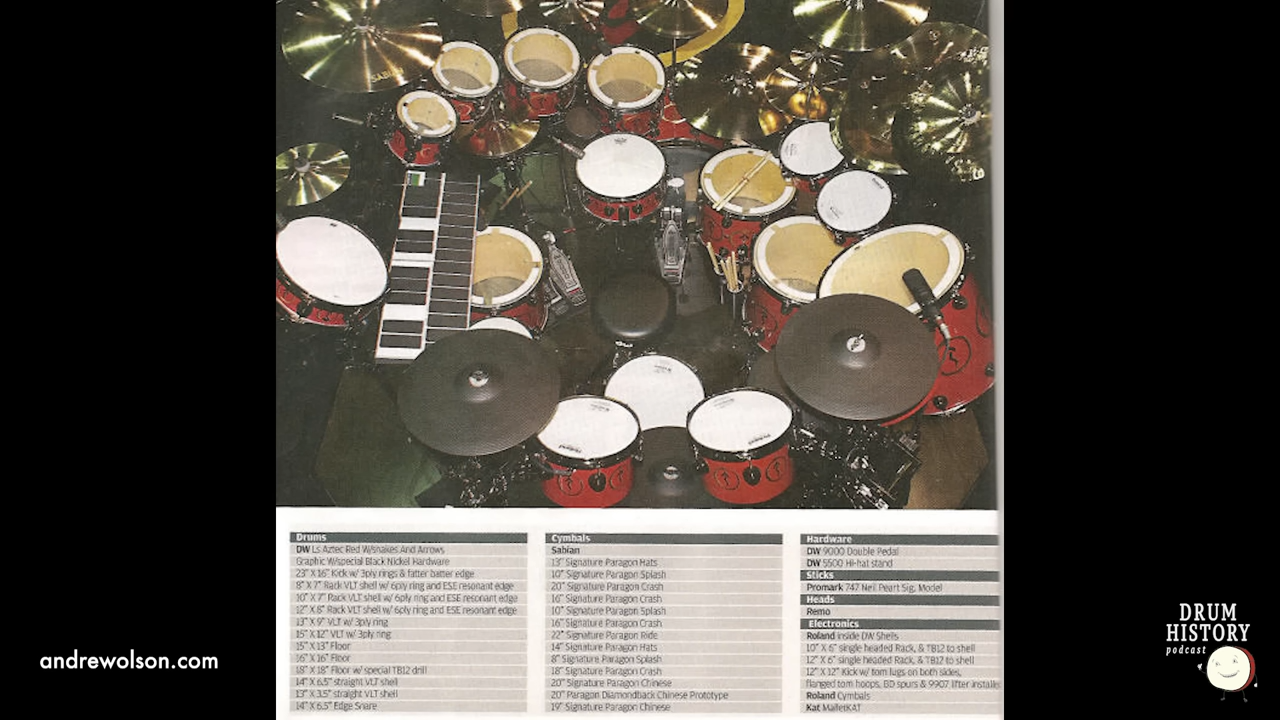 Drums
DW Ls Aztec Red W/snakes And Arrows
Graphic W/special Black Nickel Hardware
23" X 16" Kick w/ 3ply rings & fatter batter edge
8" X 7" Rack VLT shell w/ 6ply ring and ESE resonant edge
10" X 7" Rack VLT shell w/ 6ply ring and ESE resonant edge
12" X 8" Rack VLT shell w/ 6ply ring and ESE resonant edge
13" X 9" VLT w/ 3ply ring
15" X 12" VLT w/ 3ply ring
15" X 13" Floor
16" X 16" Floor
18" X 18" Floor w/ special TB12 drill
14" X 6.5" straight VLT shell
13" X 3.5" straight VLT shell
14" X 6.5" Edge Snare
Cymbals
Sabian
13" Signature Paragon Hats
10" Signature Paragon Splash
20" Signature Paragon Crash
16" Signature Paragon Crash
10" Signature Paragon Splash
16" Signature Paragon Crash
22" Signature Paragon Ride
14" Signature Paragon Hats
8" Signature Paragon Splash
18" Signature Paragon Crash
20" Signature Paragon Chinese
20" Paragon Diamondback Chinese Prototype
19" Signature Paragon Chinese
Hardware
DW 9000 Double Pedal
DW 5500 Hi-hat stand
Sticks
Promark 747 Neil Peart Sig. Model
Heads
Remo
Electronics
Roland inside DW Shells
10" X 6" single headed Rack, & TB12 to shell
12" X 6" single headed Rack, & TB12 to shell
12" X 12" Kick w/ tom lugs on both sides,
flanged tom hoops, BD spurs & 9907 lifter installe
Roland Cymbals
Kat MalletKAT
andrewolson.com
DRUM
HISTORY
podcast